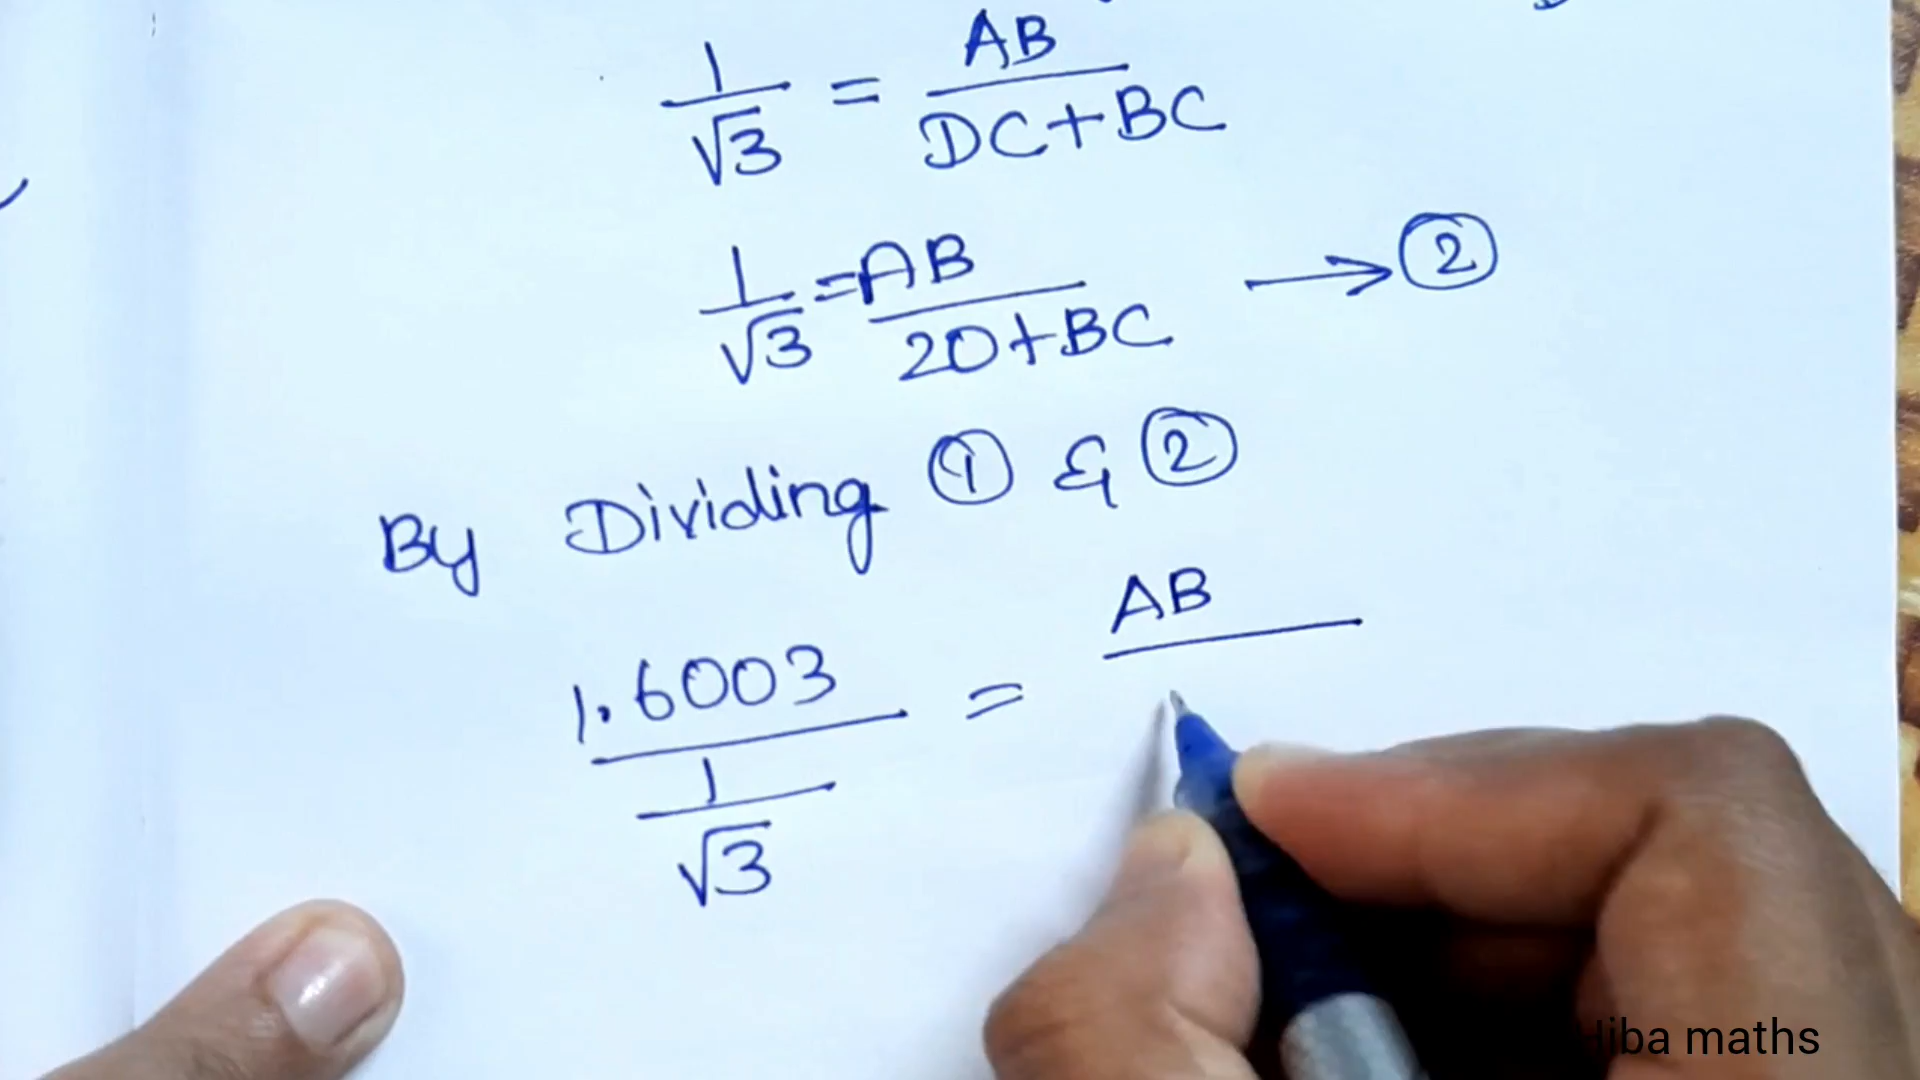 1/√3 = AB/DC+BC
1/√3 = AB/20+BC → ②
By Dividing ① & ②
1.6003/1/√3 = AB/
iba maths